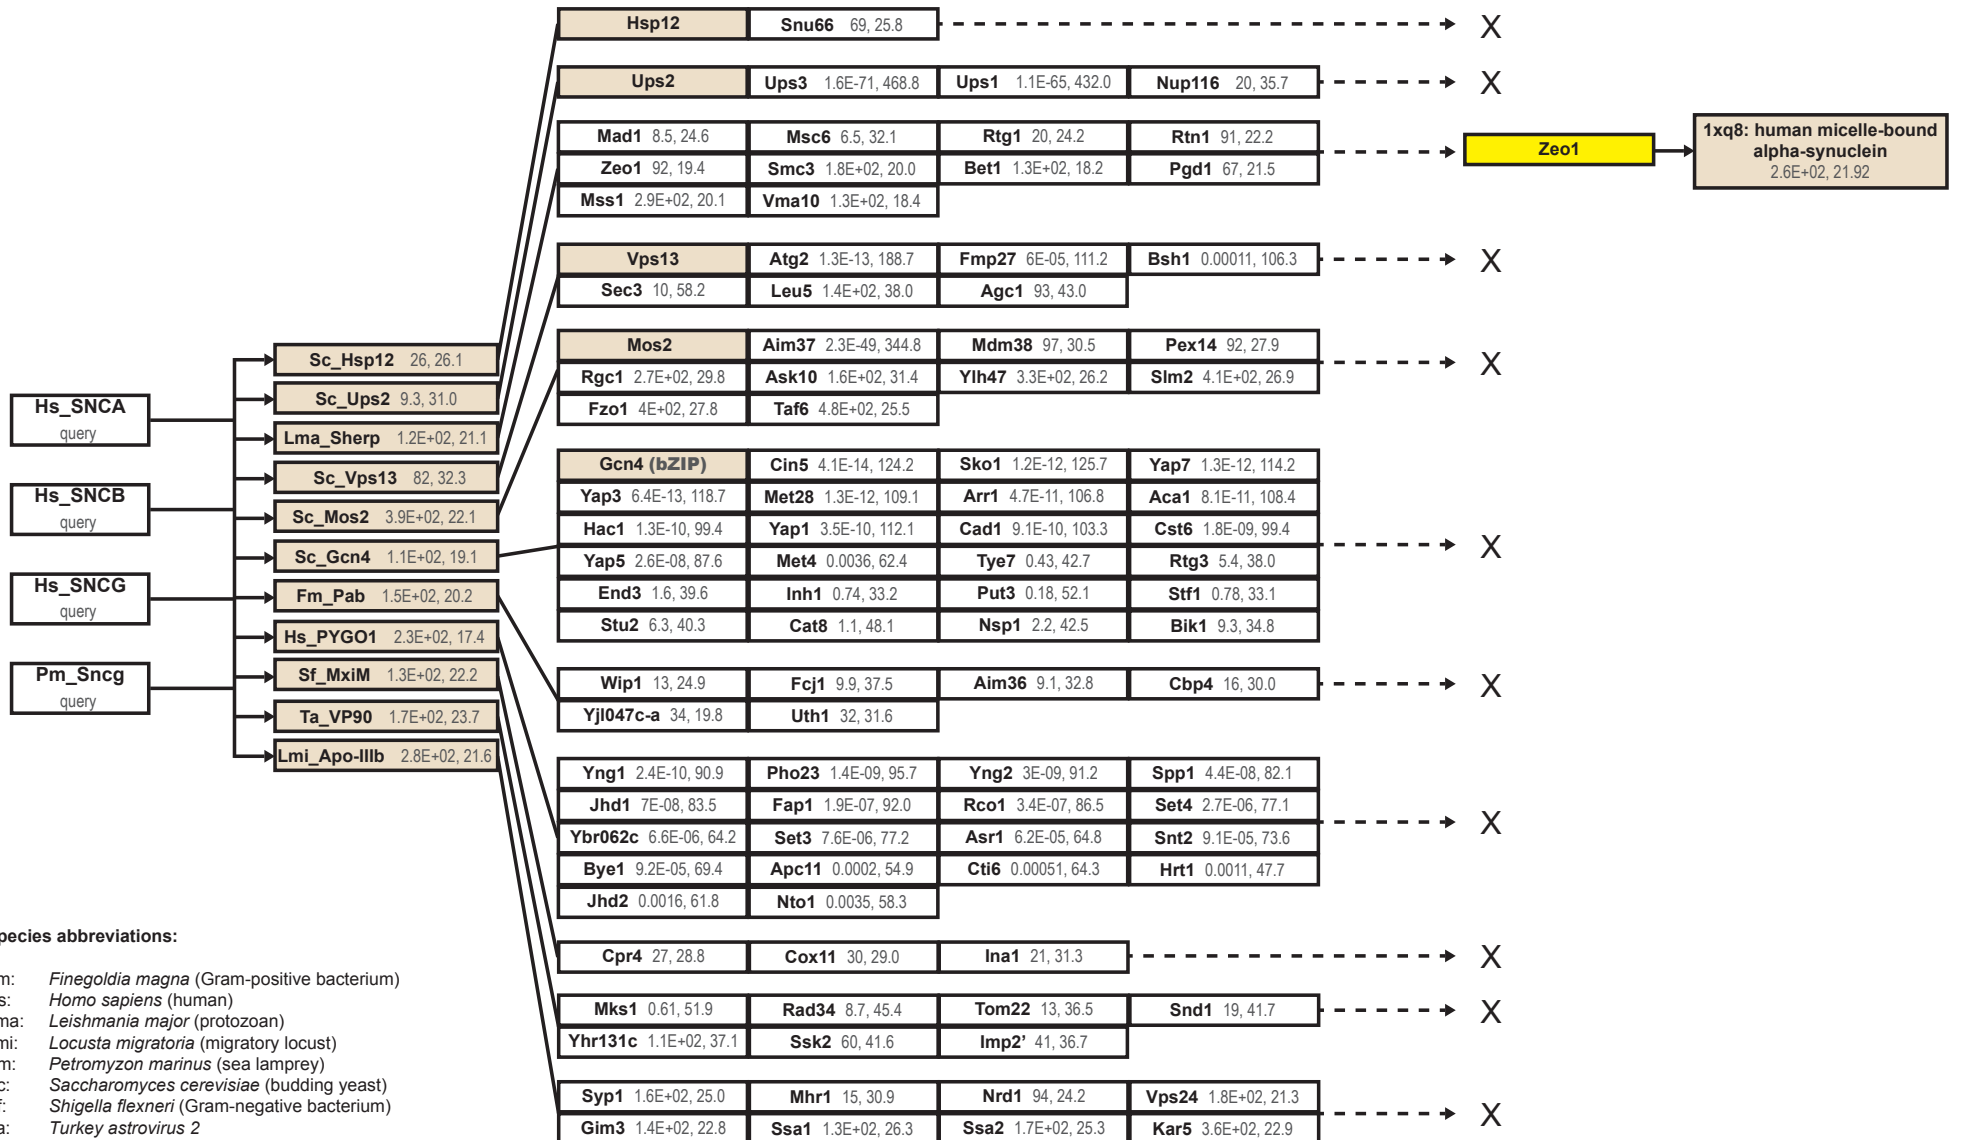 Hsp12
Snu66 69, 25.8
X
Ups2
Ups3 1.6E-71, 468.8
Ups1 1.1E-65, 432.0
Nup116 20, 35.7
X
Mad1 8.5, 24.6
Msc6 6.5, 32.1
Rtg1 20, 24.2
Rtn1 91, 22.2
Zeo1 92, 19.4
Smc3 1.8E+02, 20.0
Bet1 1.3E+02, 18.2
Pgd1 67, 21.5
Mss1 2.9E+02, 20.1
Vma10 1.3E+02, 18.4
Zeo1
1xq8: human micelle-bound
alpha-synuclein
2.6E+02, 21.92
Vps13
Atg2 1.3E-13, 188.7
Fmp27 6E-05, 111.2
Bsh1 0.00011, 106.3
X
Sec3 10, 58.2
Leu5 1.4E+02, 38.0
Agc1 93, 43.0
Mos2
Aim37 2.3E-49, 344.8
Mdm38 97, 30.5
Pex14 92, 27.9
X
Rgc1 2.7E+02, 29.8
Ask10 1.6E+02, 31.4
Ylh47 3.3E+02, 26.2
Slm2 4.1E+02, 26.9
Fzo1 4E+02, 27.8
Taf6 4.8E+02, 25.5
Hs_SNCA
query
Hs_SNCB
query
Hs_SNCG
query
Pm_Sncg
query
Sc_Hsp12 26, 26.1
Sc_Ups2 9.3, 31.0
Lma_Sherp 1.2E+02, 21.1
Sc_Vps13 82, 32.3
Sc_Mos2 3.9E+02, 22.1
Sc_Gcn4 1.1E+02, 19.1
Fm_Pab 1.5E+02, 20.2
Hs_PYGO1 2.3E+02, 17.4
Sf_MxiM 1.3E+02, 22.2
Ta_VP90 1.7E+02, 23.7
Lmi_Apo-IIIb 2.8E+02, 21.6
Gcn4 (bZIP)
Cin5 4.1E-14, 124.2
Sko1 1.2E-12, 125.7
Yap7 1.3E-12, 114.2
Yap3 6.4E-13, 118.7
Met28 1.3E-12, 109.1
Arr1 4.7E-11, 106.8
Aca1 8.1E-11, 108.4
Hac1 1.3E-10, 99.4
Yap1 3.5E-10, 112.1
Cad1 9.1E-10, 103.3
Cst6 1.8E-09, 99.4
X
Yap5 2.6E-08, 87.6
Met4 0.0036, 62.4
Tye7 0.43, 42.7
Rtg3 5.4, 38.0
End3 1.6, 39.6
Inh1 0.74, 33.2
Put3 0.18, 52.1
Stf1 0.78, 33.1
Stu2 6.3, 40.3
Cat8 1.1, 48.1
Nsp1 2.2, 42.5
Bik1 9.3, 34.8
Wip1 13, 24.9
Fcj1 9.9, 37.5
Aim36 9.1, 32.8
Cbp4 16, 30.0
X
Yjl047c-a 34, 19.8
Uth1 32, 31.6
Yng1 2.4E-10, 90.9
Pho23 1.4E-09, 95.7
Yng2 3E-09, 91.2
Spp1 4.4E-08, 82.1
Jhd1 7E-08, 83.5
Fap1 1.9E-07, 92.0
Rco1 3.4E-07, 86.5
Set4 2.7E-06, 77.1
X
Ybr062c 6.6E-06, 64.2
Set3 7.6E-06, 77.2
Asr1 6.2E-05, 64.8
Snt2 9.1E-05, 73.6
Bye1 9.2E-05, 69.4
Apc11 0.0002, 54.9
Cti6 0.00051, 64.3
Hrt1 0.0011, 47.7
Jhd2 0.0016, 61.8
Nto1 0.0035, 58.3
Cpr4 27, 28.8
Cox11 30, 29.0
Ina1 21, 31.3
X
Mks1 0.61, 51.9
Rad34 8.7, 45.4
Tom22 13, 36.5
Snd1 19, 41.7
X
Yhr131c 1.1E+02, 37.1
Ssk2 60, 41.6
Imp2' 41, 36.7
Syp1 1.6E+02, 25.0
Mhr1 15, 30.9
Nrd1 94, 24.2
Vps24 1.8E+02, 21.3
X
Gim3 1.4E+02, 22.8
Ssa1 1.3E+02, 26.3
Ssa2 1.7E+02, 25.3
Kar5 3.6E+02, 22.9
pecies abbreviations:
m: Finegoldia magna (Gram-positive bacterium)
s: Homo sapiens (human)
ma: Leishmania major (protozoan)
mi: Locusta migratoria (migratory locust)
m: Petromyzon marinus (sea lamprey)
c: Saccharomyces cerevisiae (budding yeast)
f: Shigella flexneri (Gram-negative bacterium)
a: Turkey astrovirus 2